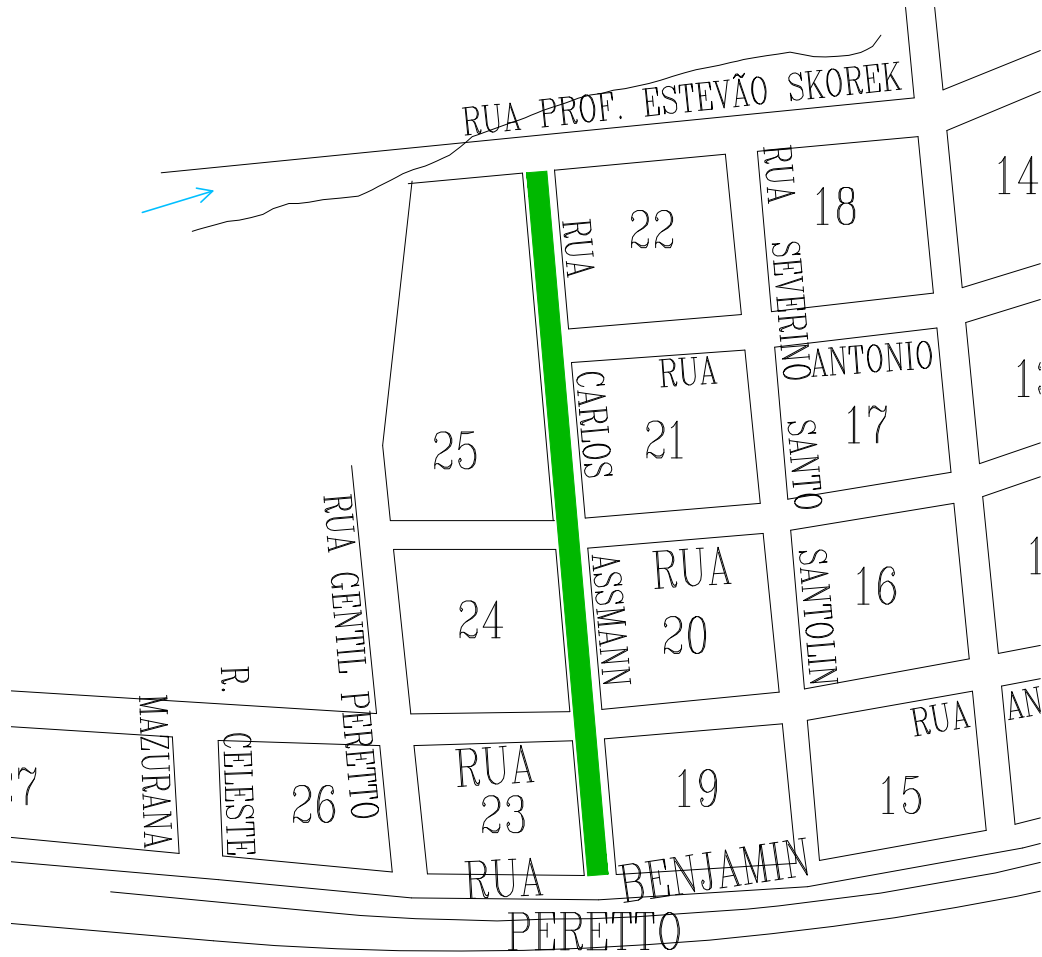 RUA PROF. ESTEVÃO SKOREK
RUA SEVERINO SANTO SANTOLIN
14
18
22
RUA CARLOS ASSMANN
RUA ANTONIO
17
21
25
RUA GENTIL PERETTO
RUA
16
20
24
R. CELESTE
MAZURANA
RUA
RUA
15
19
23
26
RUA BENJAMIN
PERETTO